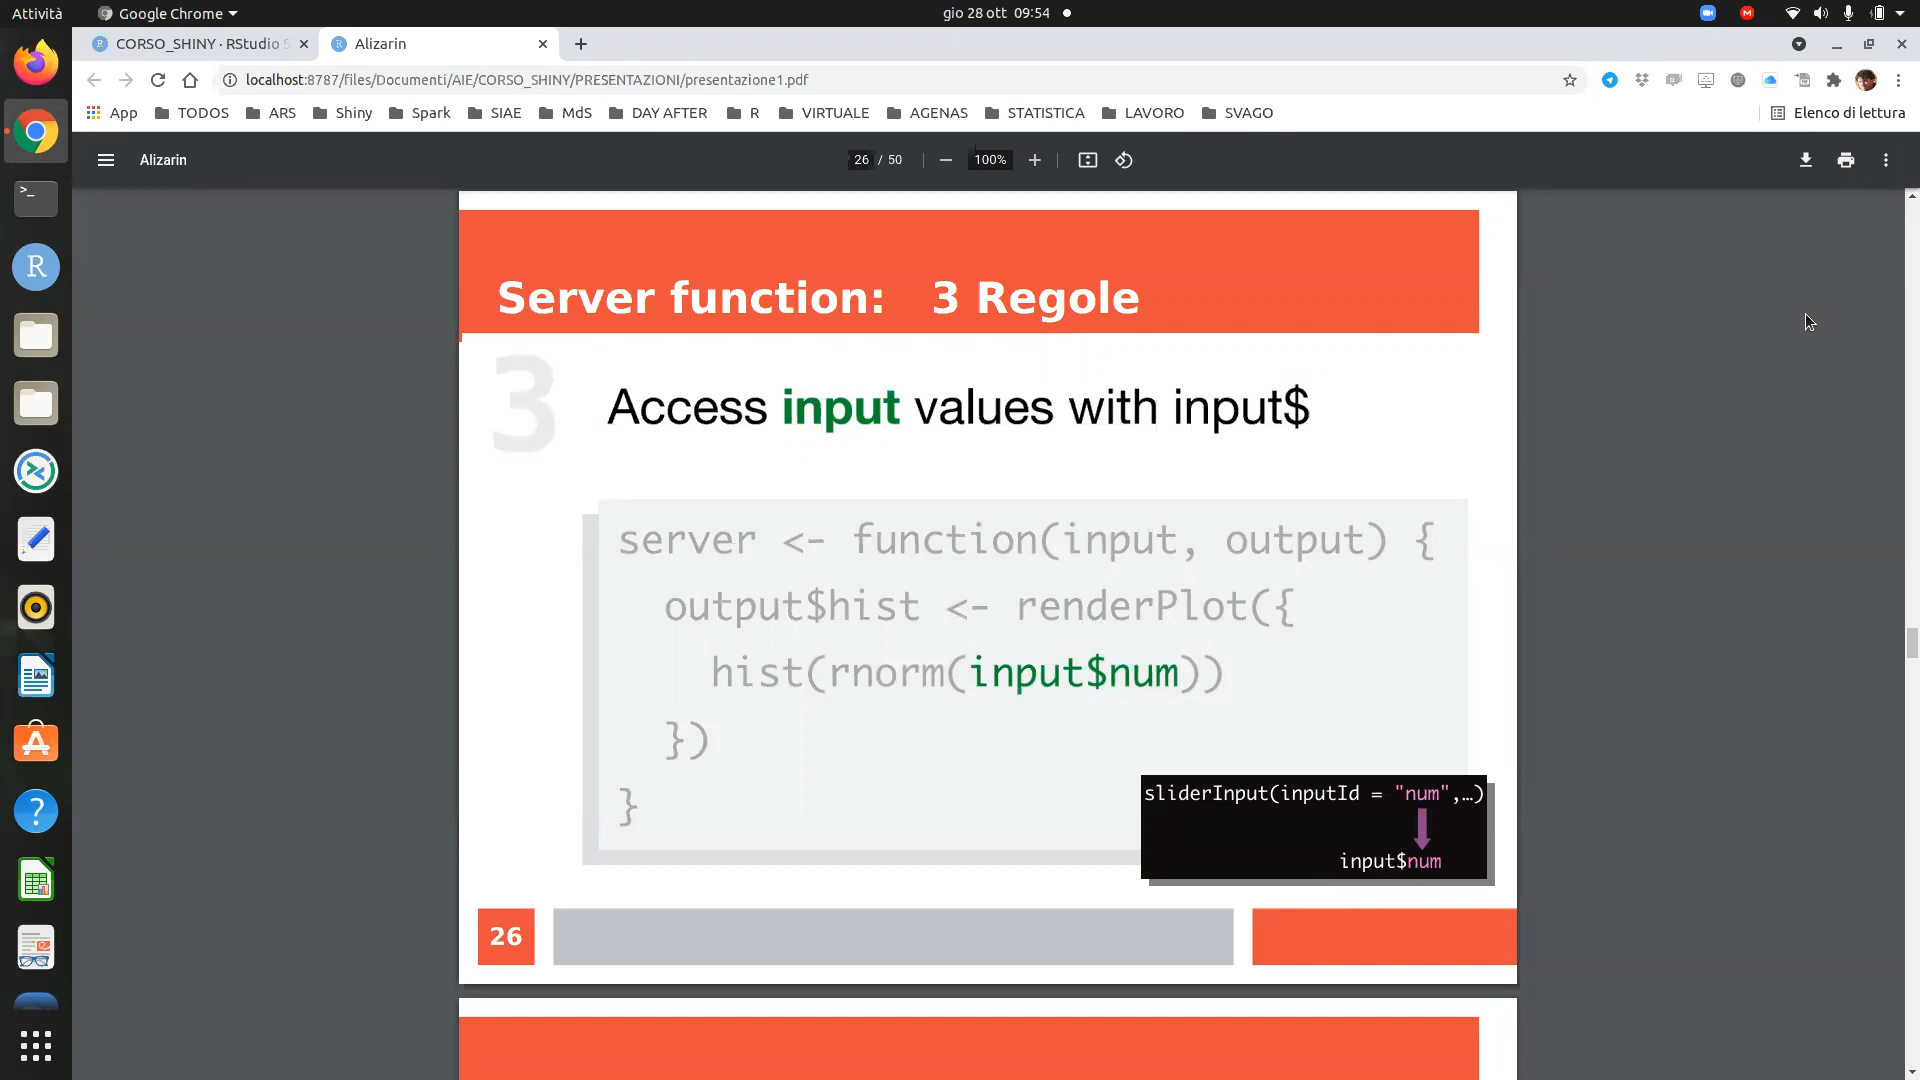 Attività
Google Chrome
gio 28 ott 09:54
CORSO_SHINY · RStudio S
Alizarin
localhost:8787/files/Documenti/AIE/CORSO_SHINY/PRESENTAZIONI/presentazione1.pdf
App TODOS ARS Shiny Spark SIAE MdS DAY AFTER R VIRTUALE AGENAS STATISTICA LAVORO SVAGO Elenco di lettura
Alizarin
26 / 50
100%
Server function: 3 Regole
3
Access input values with input$
server <- function(input, output) {
output$hist <- renderPlot({
hist(rnorm(input$num))
})
}
sliderInput(inputId = "num",…)
input$num
26